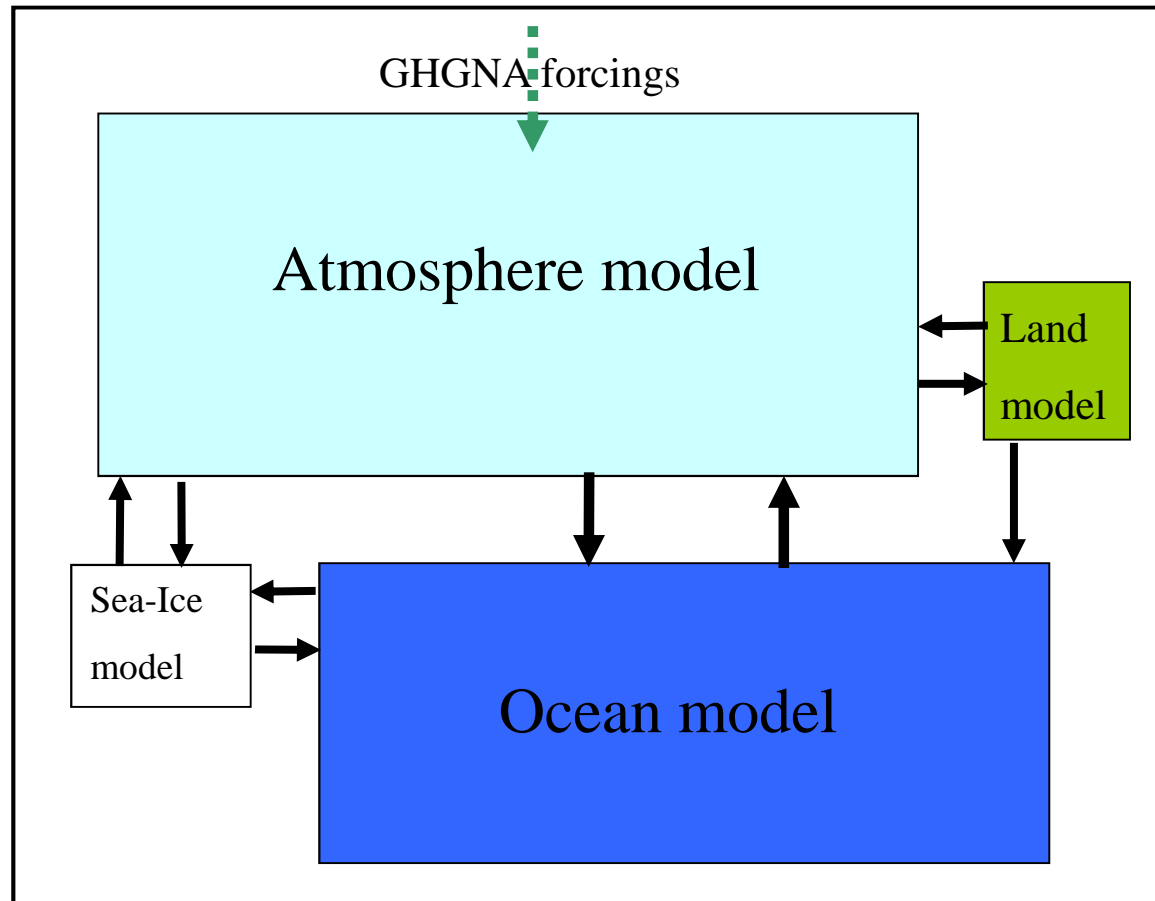 GHGNA forcings
Atmosphere model
Land
model
Sea-Ice
model
Ocean model